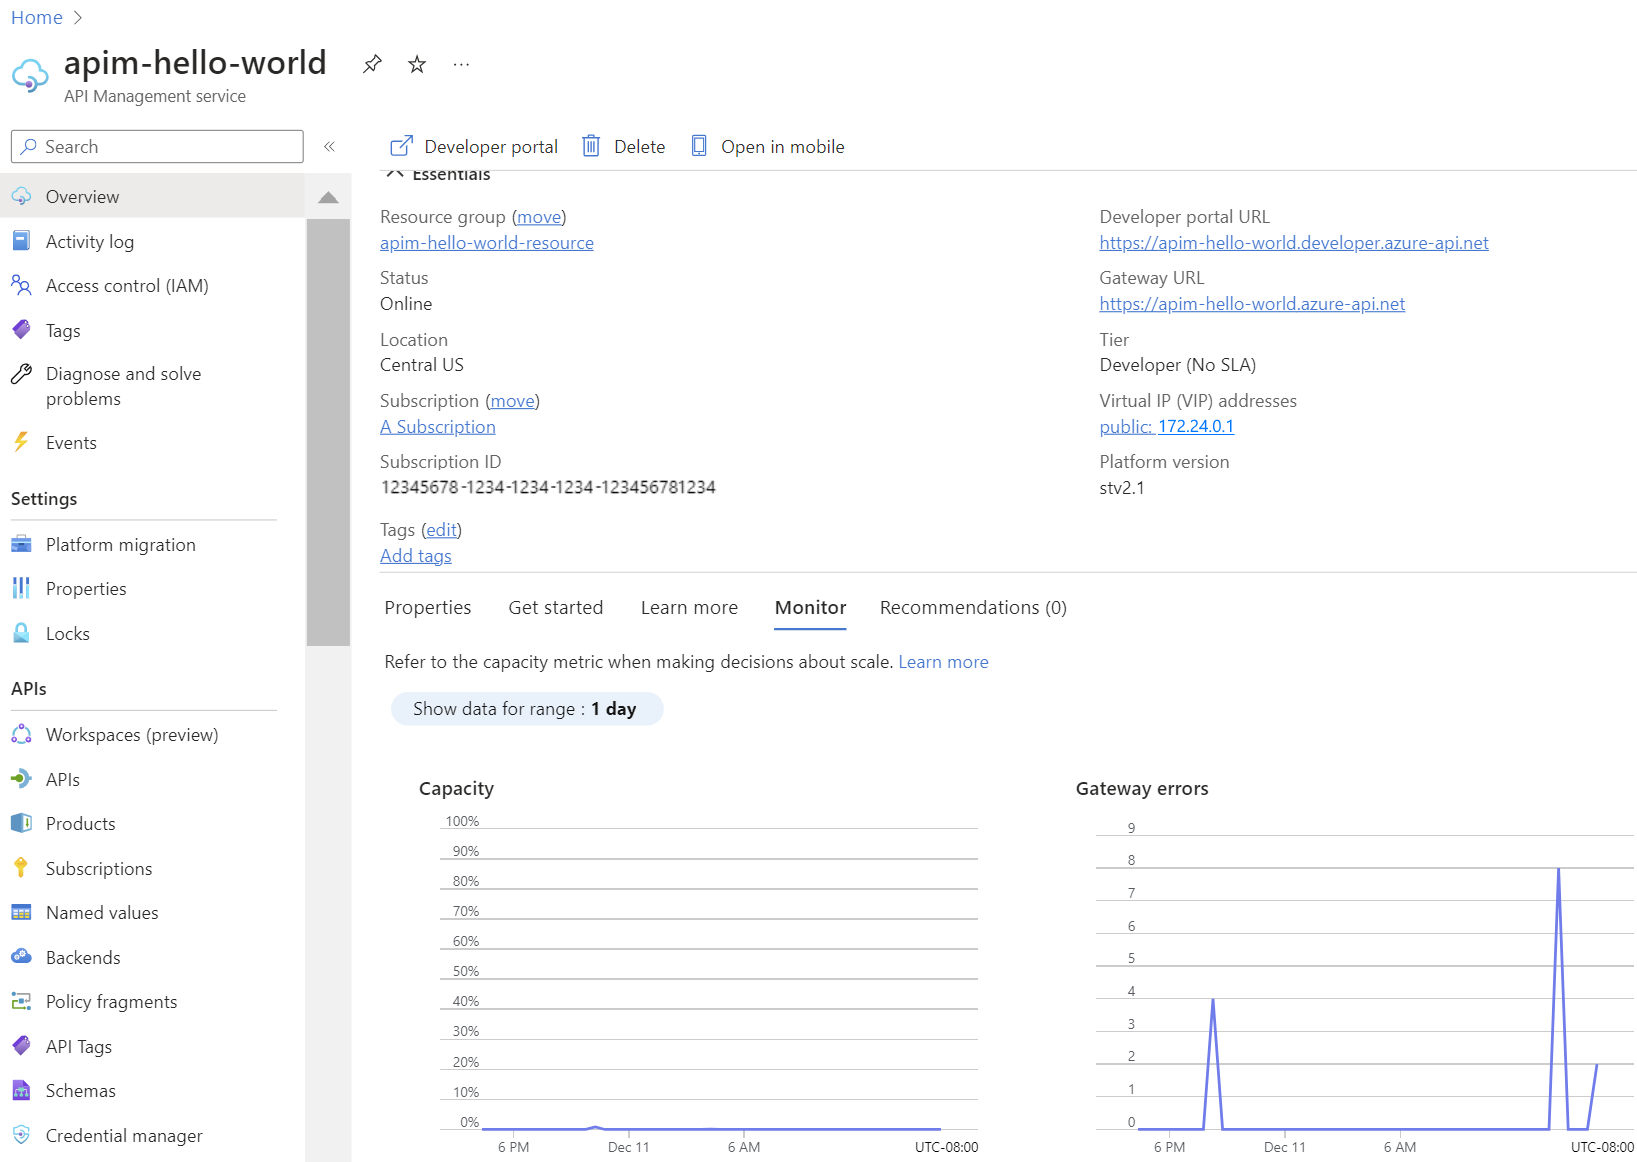 Home
apim-hello-world
API Management service
Search
Developer portal
Delete
Open in mobile
Overview
Activity log
Access control (IAM)
Tags
Diagnose and solve
problems
Events
Settings
Platform migration
Properties
Locks
APIs
Workspaces (preview)
APIs
Products
Subscriptions
Named values
Backends
Policy fragments
API Tags
Schemas
Credential manager
Essentials
Resource group (move)
apim-hello-world-resource
Status
Online
Location
Central US
Subscription (move)
A Subscription
Subscription ID
12345678-1234-1234-1234-123456781234
Tags (edit)
Add tags
Developer portal URL
https://apim-hello-world.developer.azure-api.net
Gateway URL
https://apim-hello-world.azure-api.net
Tier
Developer (No SLA)
Virtual IP (VIP) addresses
public: 172.24.0.1
Platform version
stv2.1
Properties Get started Learn more Monitor Recommendations (0)
Refer to the capacity metric when making decisions about scale. Learn more
Show data for range : 1 day
Capacity
100%
90%
80%
70%
60%
50%
40%
30%
20%
10%
0%
6 PM Dec 11 6 AM UTC-08:00
Gateway errors
9
8
7
6
5
4
3
2
1
0
6 PM Dec 11 6 AM UTC-08:00